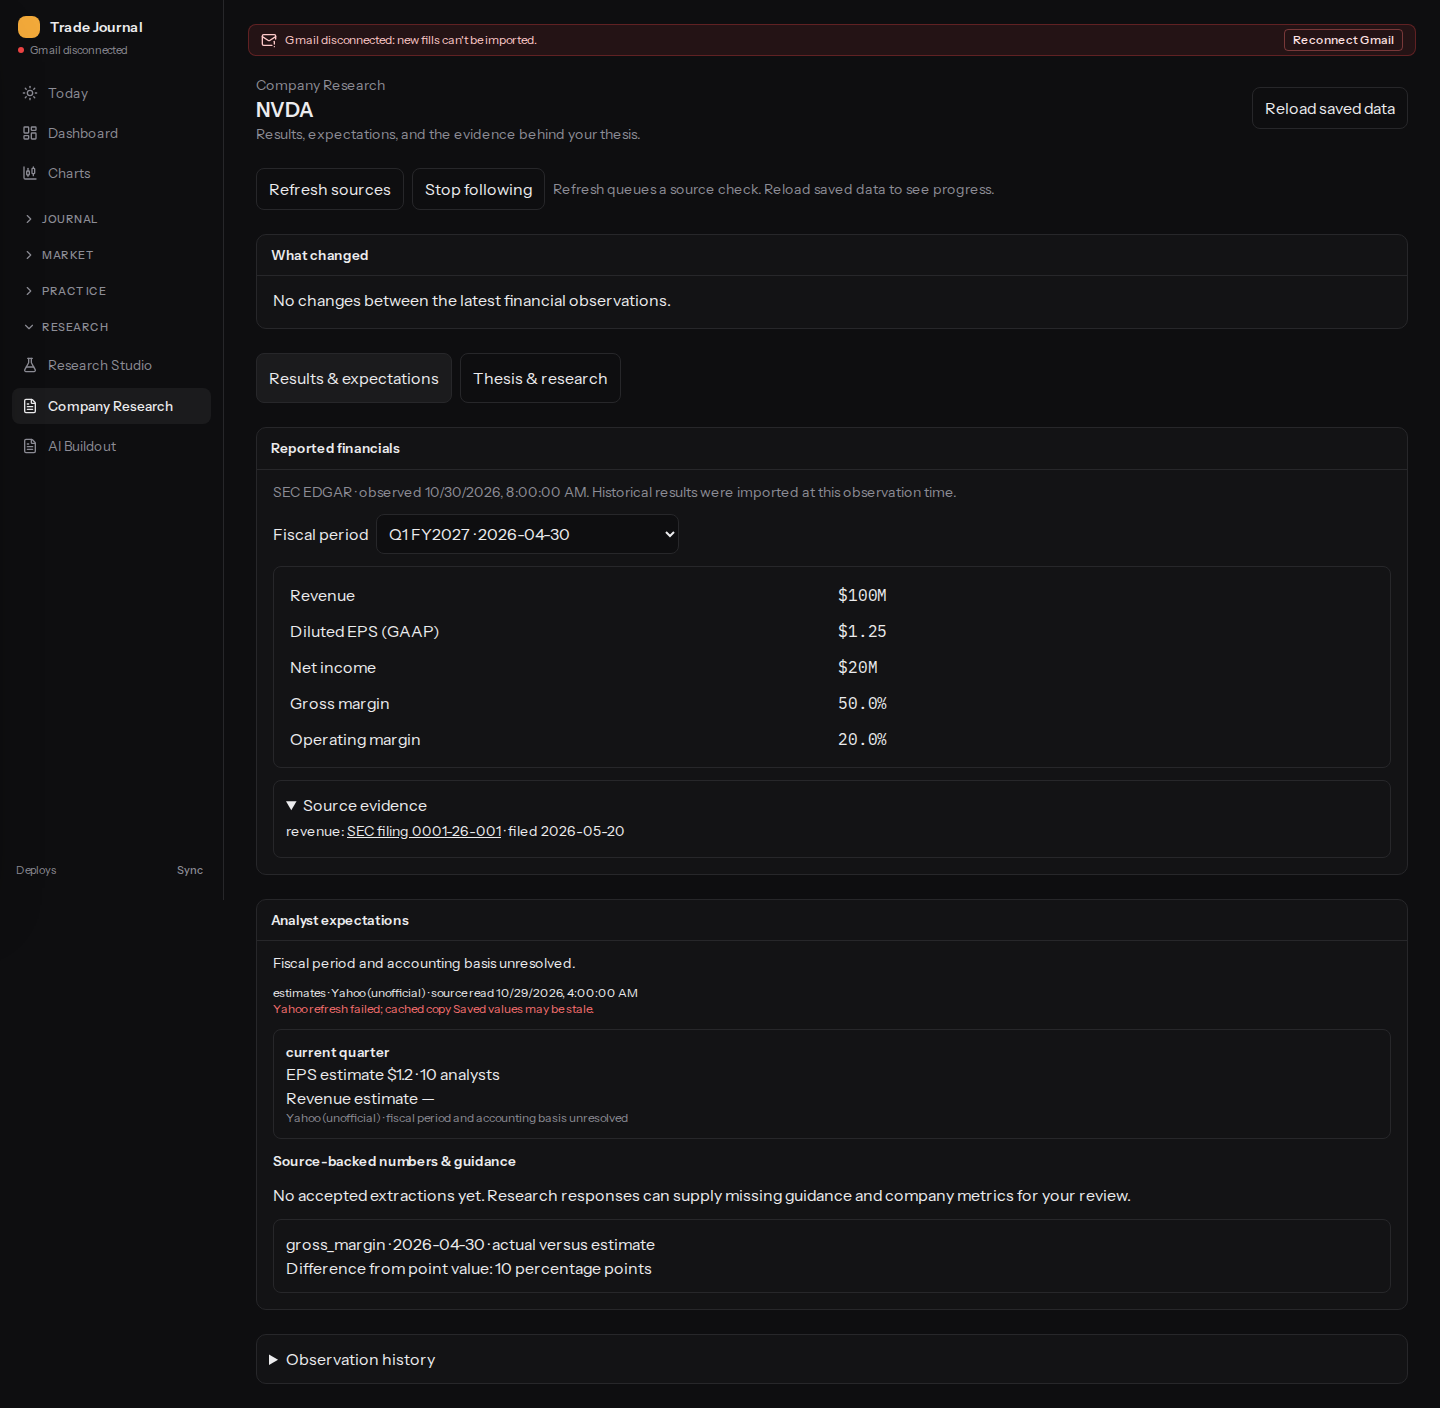 Trade Journal
Gmail disconnected
Today
Dashboard
Charts
JOURNAL
MARKET
PRACTICE
RESEARCH
Research Studio
Company Research
AI Buildout
Deploys
Sync
Gmail disconnected: new fills can't be imported.
Reconnect Gmail
Company Research
NVDA
Results, expectations, and the evidence behind your thesis.
Reload saved data
Refresh sources
Stop following
Refresh queues a source check. Reload saved data to see progress.
What changed
No changes between the latest financial observations.
Results & expectations
Thesis & research
Reported financials
SEC EDGAR · observed 10/30/2026, 8:00:00 AM. Historical results were imported at this observation time.
Fiscal period
Q1 FY2027 · 2026-04-30
Revenue $100M
Diluted EPS (GAAP) $1.25
Net income $20M
Gross margin 50.0%
Operating margin 20.0%
Source evidence
revenue: SEC filing 0001-26-001 · filed 2026-05-20
Analyst expectations
Fiscal period and accounting basis unresolved.
estimates · Yahoo (unofficial) · source read 10/29/2026, 4:00:00 AM
Yahoo refresh failed; cached copy Saved values may be stale.
current quarter
EPS estimate $1.2 · 10 analysts
Revenue estimate —
Yahoo (unofficial) · fiscal period and accounting basis unresolved
Source-backed numbers & guidance
No accepted extractions yet. Research responses can supply missing guidance and company metrics for your review.
gross_margin · 2026-04-30 · actual versus estimate
Difference from point value: 10 percentage points
Observation history